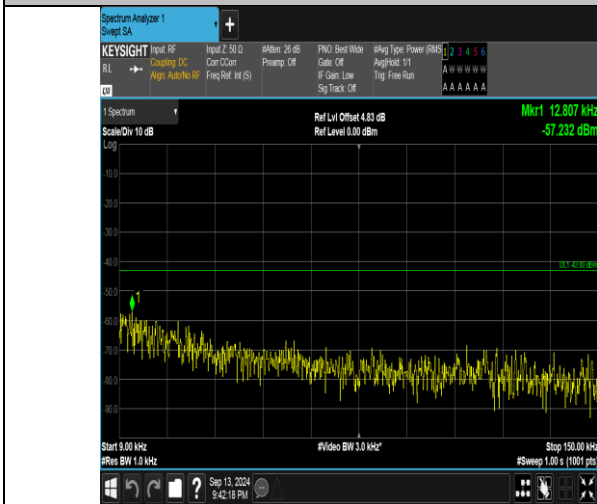 Spectrum Analyzer 1
Swept SA
+
KEYSIGHT Input: RF Input Z: 50 Ω #Atten: 26 dB PNO: Best Wide #Avg Type: Power (RMS 1 2 3 4 5 6
RL Coupling: DC Corr CCorr Preamp: Off Gate: Off Avg|Hold: 1/1 A W W W W W
Align: Auto/No RF Freq Ref: Int (S) IF Gain: Low Trig: Free Run
Sig Track: Off A A A A A A
1 Spectrum Ref Lvl Offset 4.83 dB Mkr1 12.807 kHz
Scale/Div 10 dB Ref Level 0.00 dBm -57.232 dBm
Log
-10.0
-20.0
-30.0
-40.0
DL1 -43.00 dBm
-50.0
1
-60.0
-70.0
-80.0
-90.0
Start 9.00 kHz #Video BW 3.0 kHz* Stop 150.00 kHz
#Res BW 1.0 kHz #Sweep 1.00 s (1001 pts)
? Sep 13, 2024
9:42:18 PM